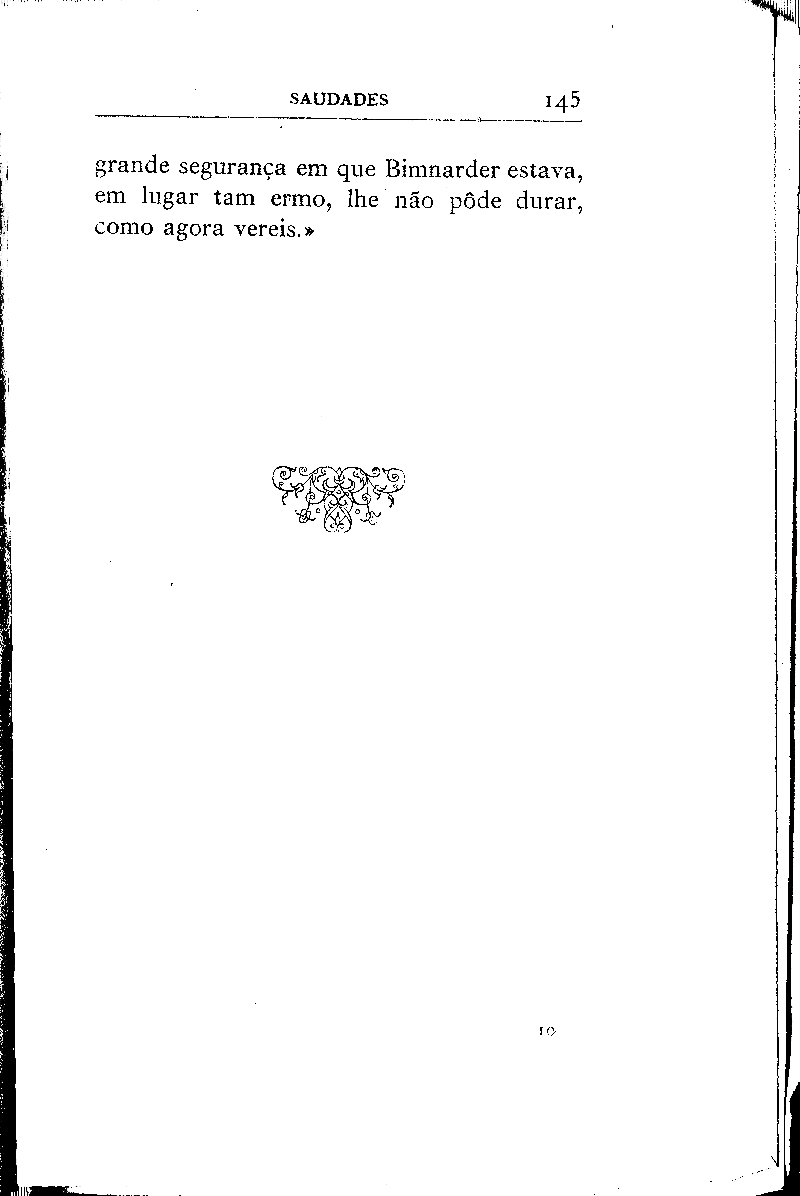 SAUDADES 145
grande segurança em que Bimnarder estava,
em lugar tam ermo, lhe não pôde durar,
como agora vereis.»
10